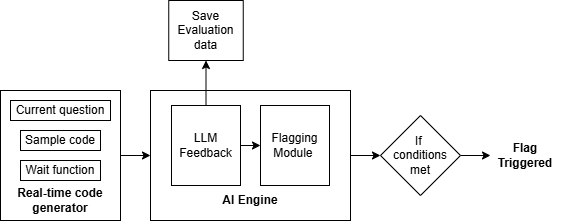 Save
Evaluation
data
Current question
Sample code
Wait function
Real-time code
generator
LLM
Feedback
Flagging
Module
AI Engine
If
conditions
met
Flag
Triggered